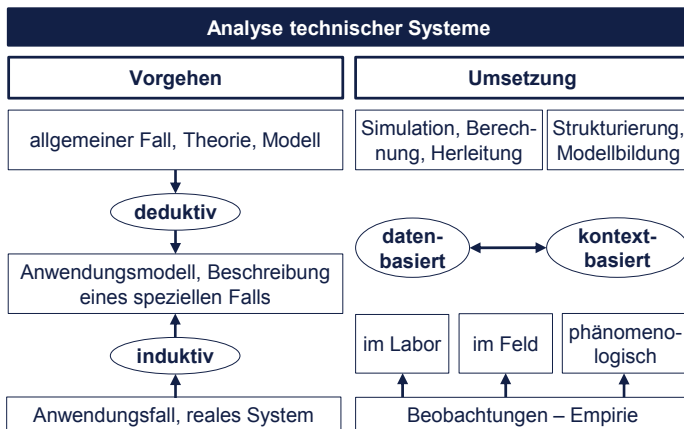 Analyse technischer Systeme
Vorgehen
allgemeiner Fall, Theorie, Modell
deduktiv
Anwendungsmodell, Beschreibung
eines speziellen Falls
induktiv
Anwendungsfall, reales System
Umsetzung
Simulation, Berech-
nung, Herleitung
Strukturierung,
Modellbildung
daten-
basiert
kontext-
basiert
im Labor
im Feld
phänomeno-
logisch
Beobachtungen – Empirie